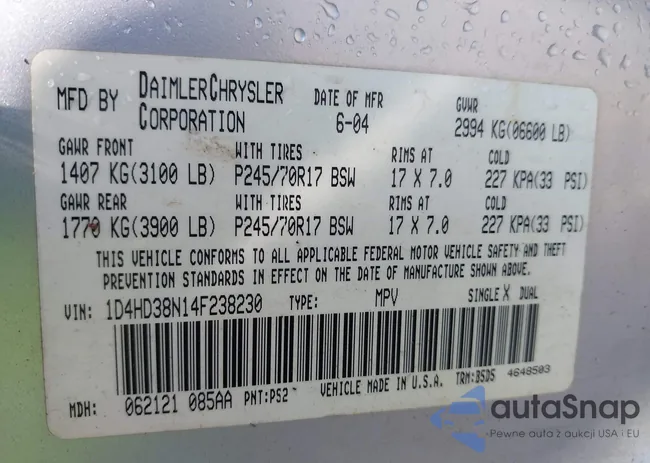 MFD BY DAIMLERCHRYSLER CORPORATION DATE OF MFR 6-04 GVWR 2994 KG(06600 LB)
GAWR FRONT WITH TIRES RIMS AT COLD
1407 KG(3100 LB) P245/70R17 BSW 17 X 7.0 227 KPA(33 PSI)
GAWR REAR WITH TIRES RIMS AT COLD
1770 KG(3900 LB) P245/70R17 BSW 17 X 7.0 227 KPA(33 PSI)
THIS VEHICLE CONFORMS TO ALL APPLICABLE FEDERAL MOTOR VEHICLE SAFETY AND THEFT
PREVENTION STANDARDS IN EFFECT ON THE DATE OF MANUFACTURE SHOWN ABOVE.
VIN: 1D4HD38N14F238230 TYPE: MPV SINGLE X DUAL
VEHICLE MADE IN U.S.A. TRM:BSD5 4648503
MDH: 062121 085AA PNT:PS2
autaSnap
Pewne auta z aukcji USA i EU